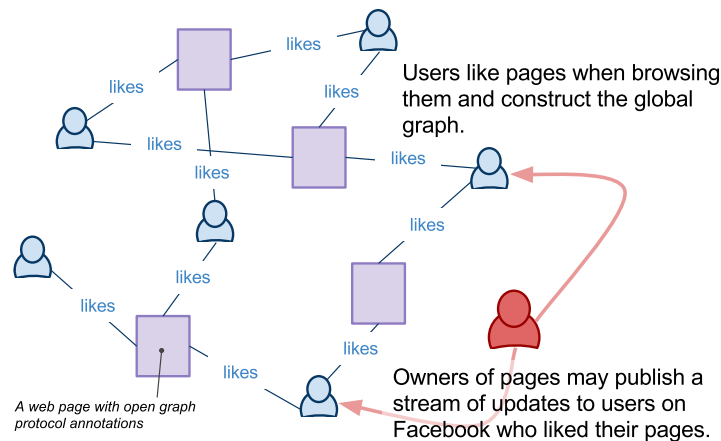 likes
likes
likes
Users like pages when browsing
them and construct the global
graph.
likes
likes
likes
likes
likes
likes
likes
likes
likes
A web page with open graph
protocol annotations
Owners of pages may publish a
stream of updates to users on
Facebook who liked their pages.